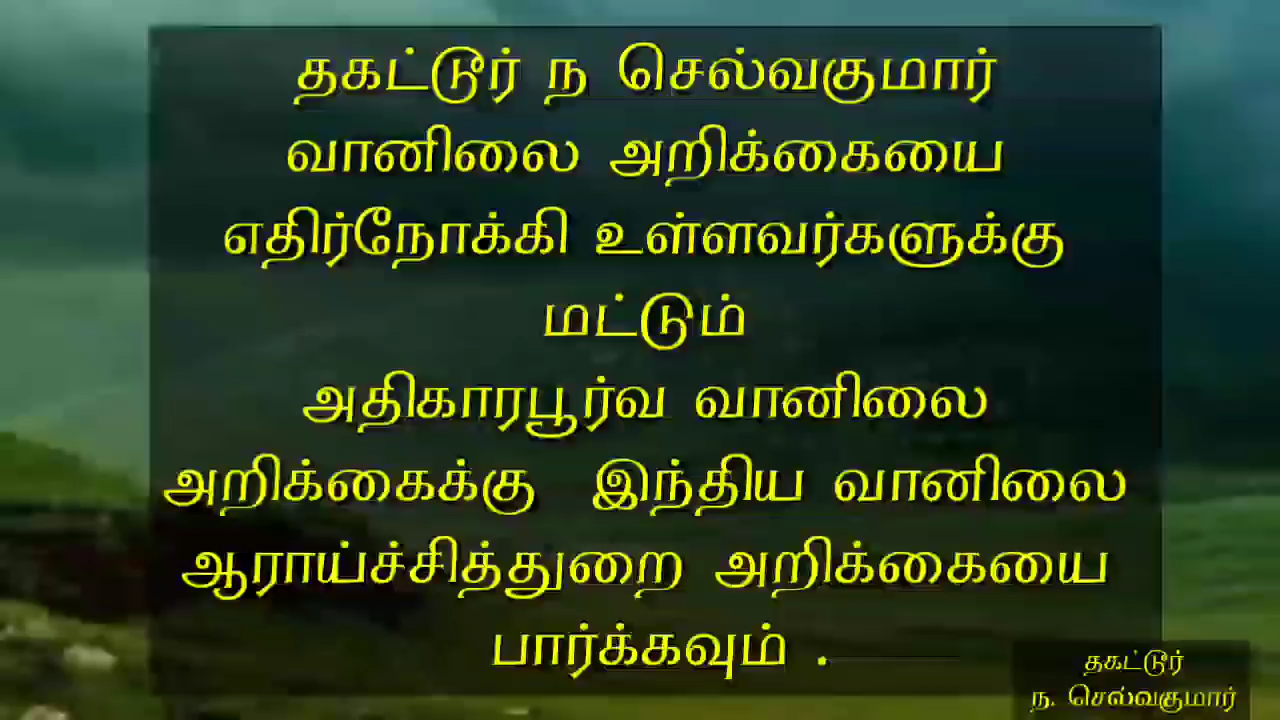 தகட்டூர் ந செல்வகுமார்
வானிலை அறிக்கையை
எதிர்நோக்கி உள்ளவர்களுக்கு
மட்டும்
அதிகாரபூர்வ வானிலை
அறிக்கைக்கு இந்திய வானிலை
ஆராய்ச்சித்துறை அறிக்கையை
பார்க்கவும் .
தகட்டூர்
ந. செல்வகுமார்